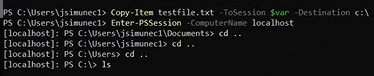 PS C:\Users\jsimunec1> Copy-Item testfile.txt -ToSession $var -Destination c:\
PS C:\Users\jsimunec1> Enter-PSSession -ComputerName localhost
[localhost]: PS C:\Users\jsimunec1\Documents> cd ..
[localhost]: PS C:\Users\jsimunec1> cd ..
[localhost]: PS C:\Users> cd ..
[localhost]: PS C:\> ls